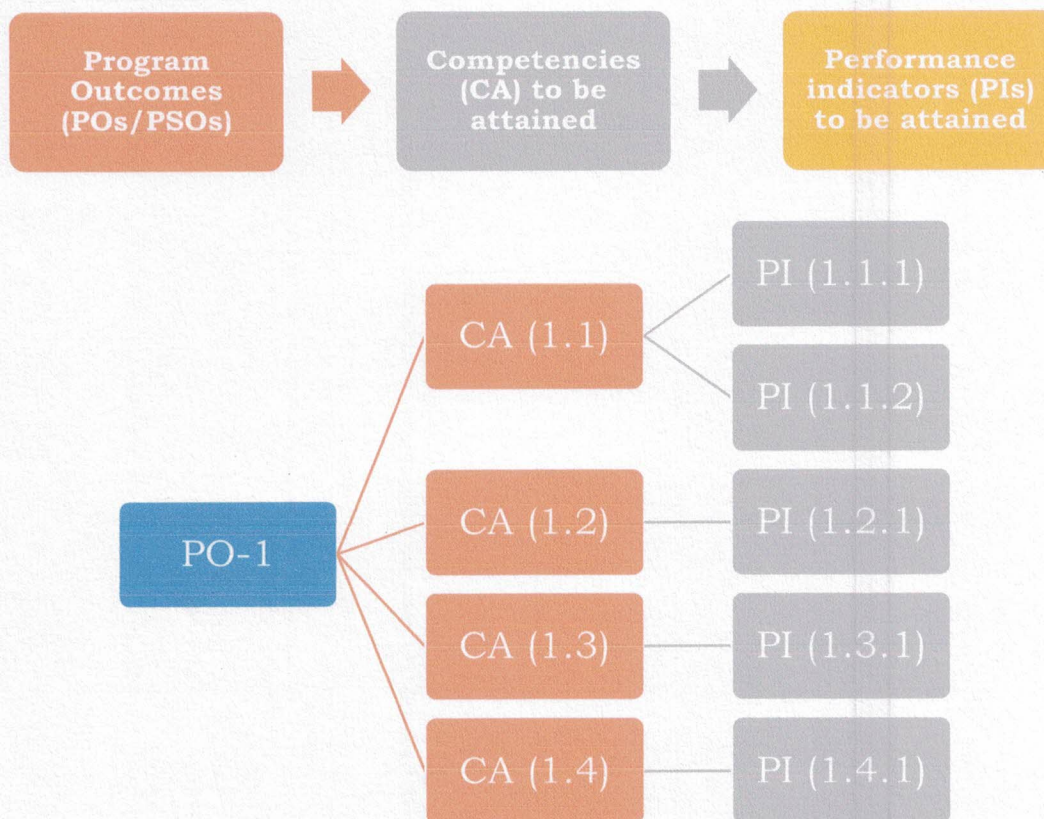 Program
Outcomes
(POs/PSOs)
Competencies
(CA) to be
attained
Performance
indicators (PIs)
to be attained
PO-1
CA (1.1)
PI (1.1.1)
PI (1.1.2)
CA (1.2)
PI (1.2.1)
CA (1.3)
PI (1.3.1)
CA (1.4)
PI (1.4.1)